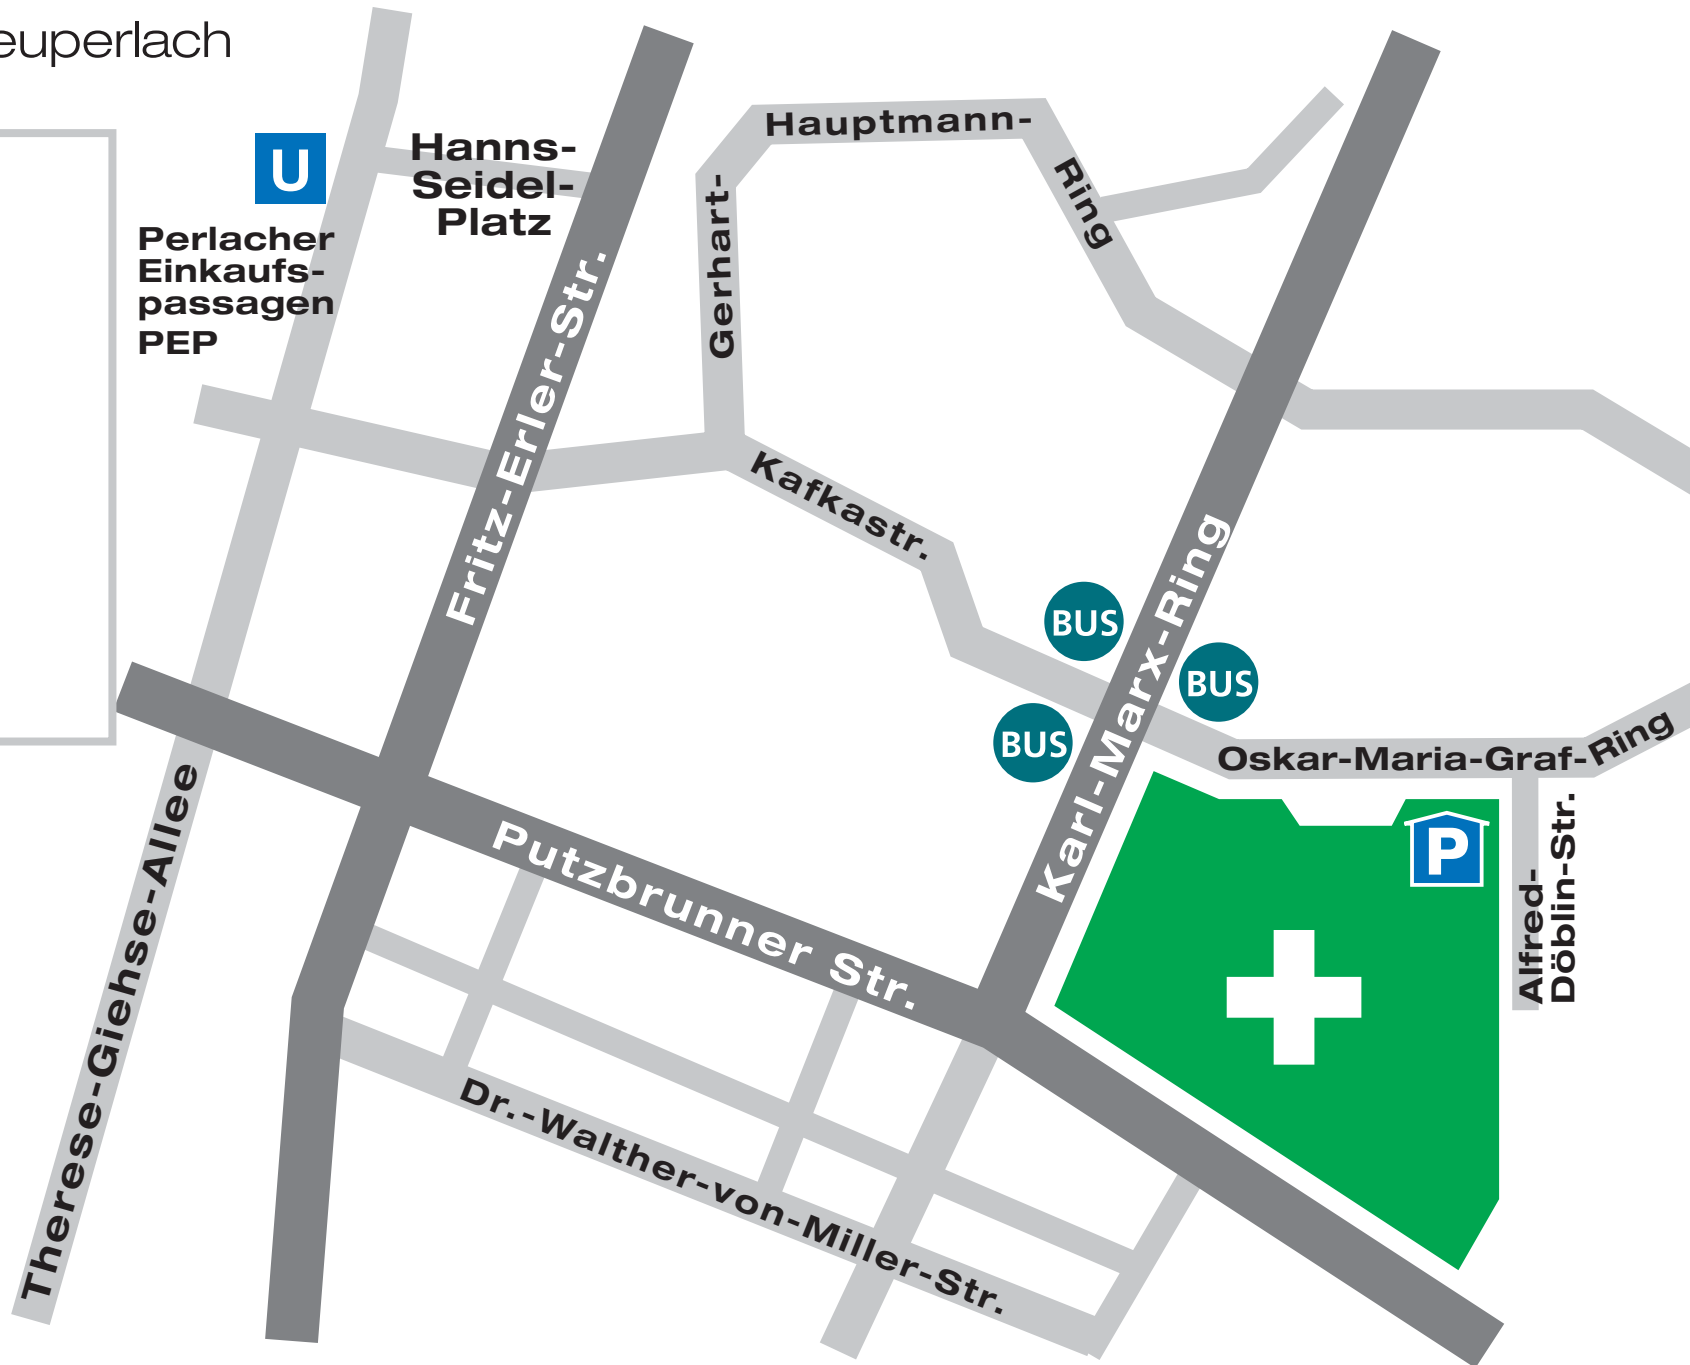 euperlach
U
Hanns-
Seidel-
Platz
Perlacher
Einkaufs-
passagen
PEP
Hauptmann-
Ring
Gerhart-
Fritz-Erler-Str.
Kafkastr.
Karl-Marx-Ring
BUS
BUS
BUS
Oskar-Maria-Graf-Ring
P
Alfred-
Döblin-Str.
Putzbrunner Str.
Therese-Giehse-Allee
Dr.-Walther-von-Miller-Str.